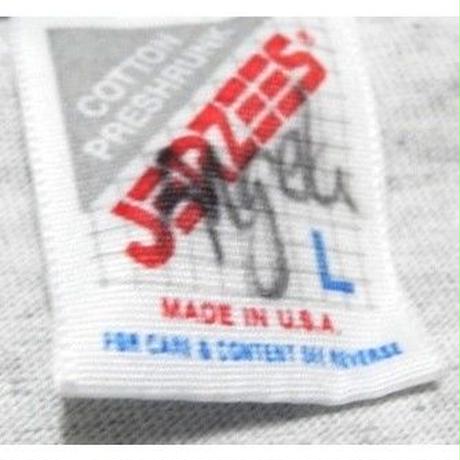 COTTON
PRESHRUNK
JERZEES
L
MADE IN U.S.A.
FOR CARE & CONTENT SEE REVERSE